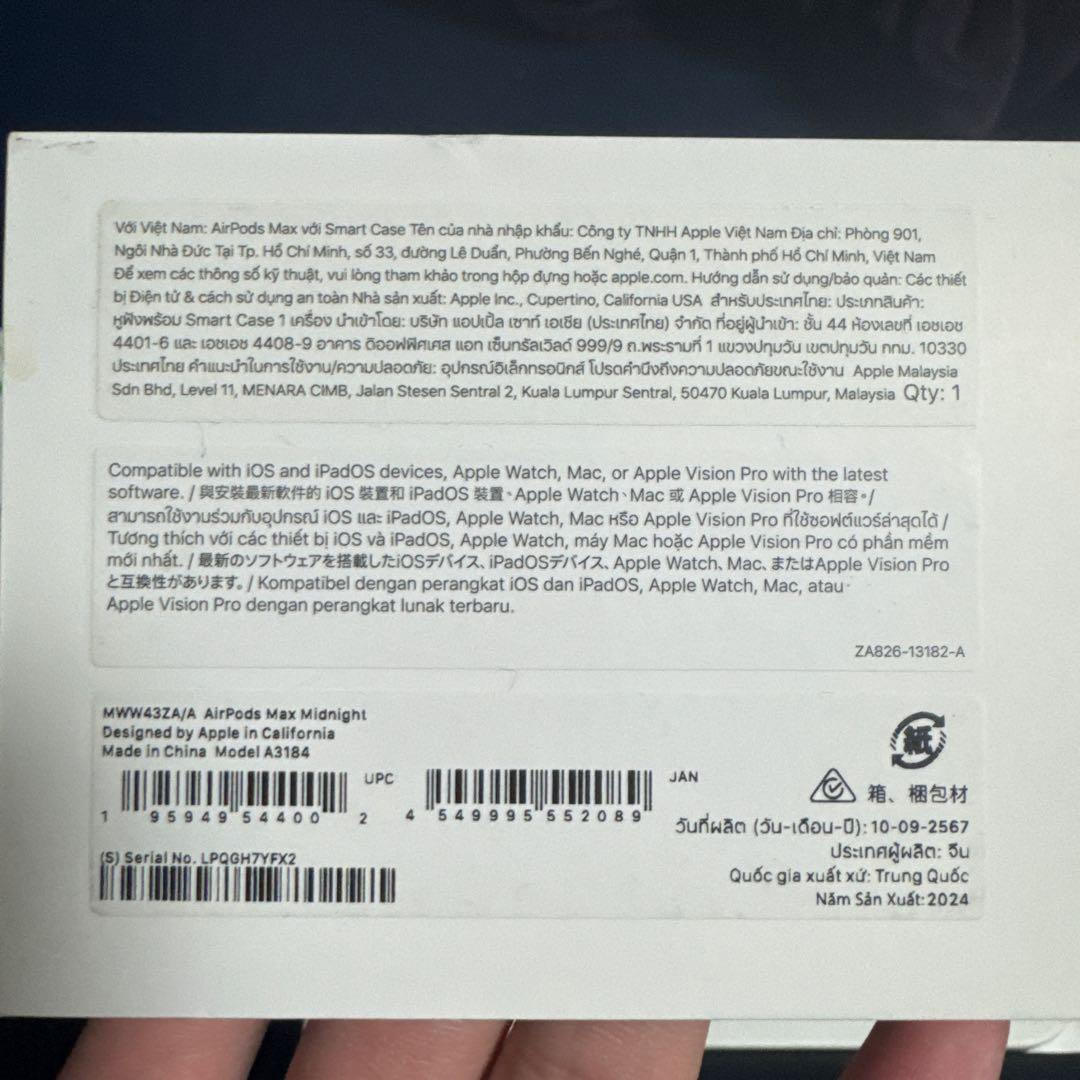 Với Việt Nam: AirPods Max với Smart Case Tên của nhà nhập khẩu: Công ty TNHH Apple Việt Nam Địa chỉ: Phòng 901,
Ngôi Nhà Đức Tại Tp. Hồ Chí Minh, số 33, đường Lê Duẩn, Phường Bến Nghé, Quận 1, Thành phố Hồ Chí Minh, Việt Nam
Để xem các thông số kỹ thuật, vui lòng tham khảo trong hộp đựng hoặc apple.com. Hướng dẫn sử dụng/bảo quản: Các thiết
bị Điện tử & cách sử dụng an toàn Nhà sản xuất: Apple Inc., Cupertino, California USA สำหรับประเทศไทย: ประเภทสินค้า:
หูฟังพร้อม Smart Case 1 เครื่อง นำเข้าโดย: บริษัท แอปเปิ้ล เซาท์ เอเชีย (ประเทศไทย) จำกัด ที่อยู่ผู้นำเข้า: ชั้น 44 ห้องเลขที่ เอชเอช
4401-6 และ เอชเอช 4408-9 อาคาร ดิออฟฟิศเศส แอท เซ็นทรัลเวิลด์ 999/9 ถ.พระรามที่ 1 แขวงปทุมวัน เขตปทุมวัน กทม. 10330
ประเทศไทย คำแนะนำในการใช้งาน/ความปลอดภัย: อุปกรณ์อิเล็กทรอนิกส์ โปรดคำนึงถึงความปลอดภัยขณะใช้งาน Apple Malaysia
Sdn Bhd, Level 11, MENARA CIMB, Jalan Stesen Sentral 2, Kuala Lumpur Sentral, 50470 Kuala Lumpur, Malaysia Qty: 1
Compatible with iOS and iPadOS devices, Apple Watch, Mac, or Apple Vision Pro with the latest
software. / 與安裝最新軟件的 iOS 裝置和 iPadOS 裝置、Apple Watch、Mac 或 Apple Vision Pro 相容。/
สามารถใช้งานร่วมกับอุปกรณ์ iOS และ iPadOS, Apple Watch, Mac หรือ Apple Vision Pro ที่ใช้ซอฟต์แวร์ล่าสุดได้ /
Tương thích với các thiết bị iOS và iPadOS, Apple Watch, máy Mac hoặc Apple Vision Pro có phần mềm
mới nhất. / 最新のソフトウェアを搭載したiOSデバイス、iPadOSデバイス、Apple Watch、Mac、またはApple Vision Pro
と互換性があります。/ Kompatibel dengan perangkat iOS dan iPadOS, Apple Watch, Mac, atau
Apple Vision Pro dengan perangkat lunak terbaru.
ZA826-13182-A
MWW43ZA/A AirPods Max Midnight
Designed by Apple in California
Made in China Model A3184
UPC
1 95949 54400 2
JAN
4 549995 552089
(S) Serial No. LPQGH7YFX2
紙
箱、梱包材
วันที่ผลิต (วัน-เดือน-ปี): 10-09-2567
ประเทศผู้ผลิต: จีน
Quốc gia xuất xứ: Trung Quốc
Năm Sản Xuất: 2024